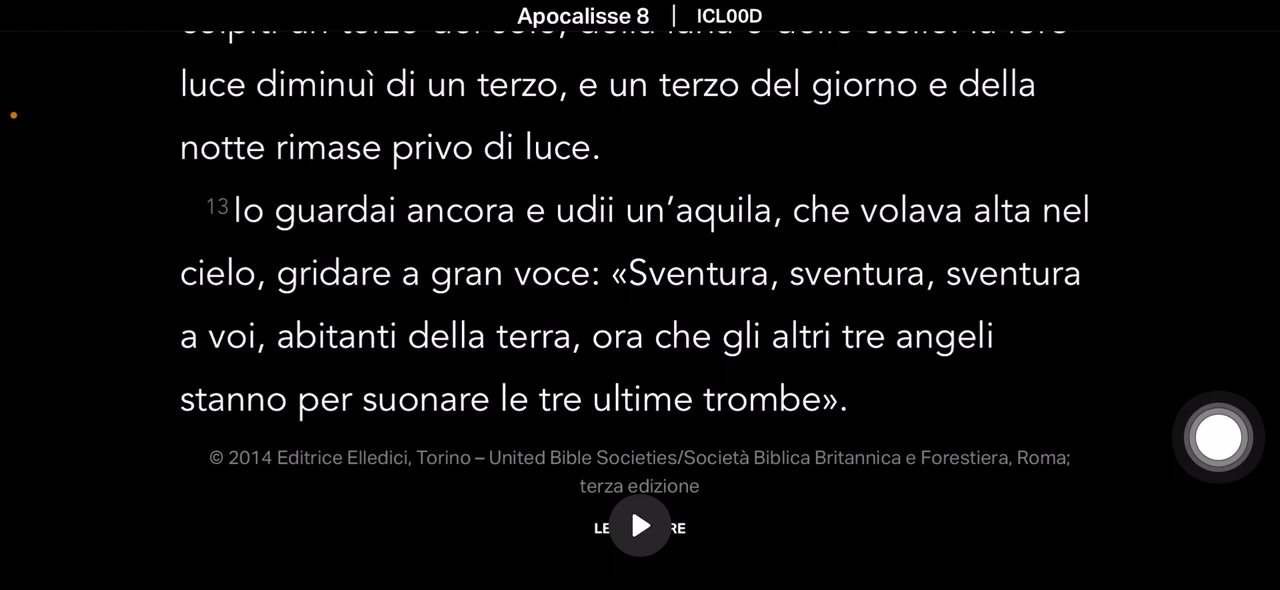 Apocalisse 8 | ICL00D
luce diminuì di un terzo, e un terzo del giorno e della
notte rimase privo di luce.
13 Io guardai ancora e udii un’aquila, che volava alta nel
cielo, gridare a gran voce: «Sventura, sventura, sventura
a voi, abitanti della terra, ora che gli altri tre angeli
stanno per suonare le tre ultime trombe».
© 2014 Editrice Elledici, Torino – United Bible Societies/Società Biblica Britannica e Forestiera, Roma;
terza edizione